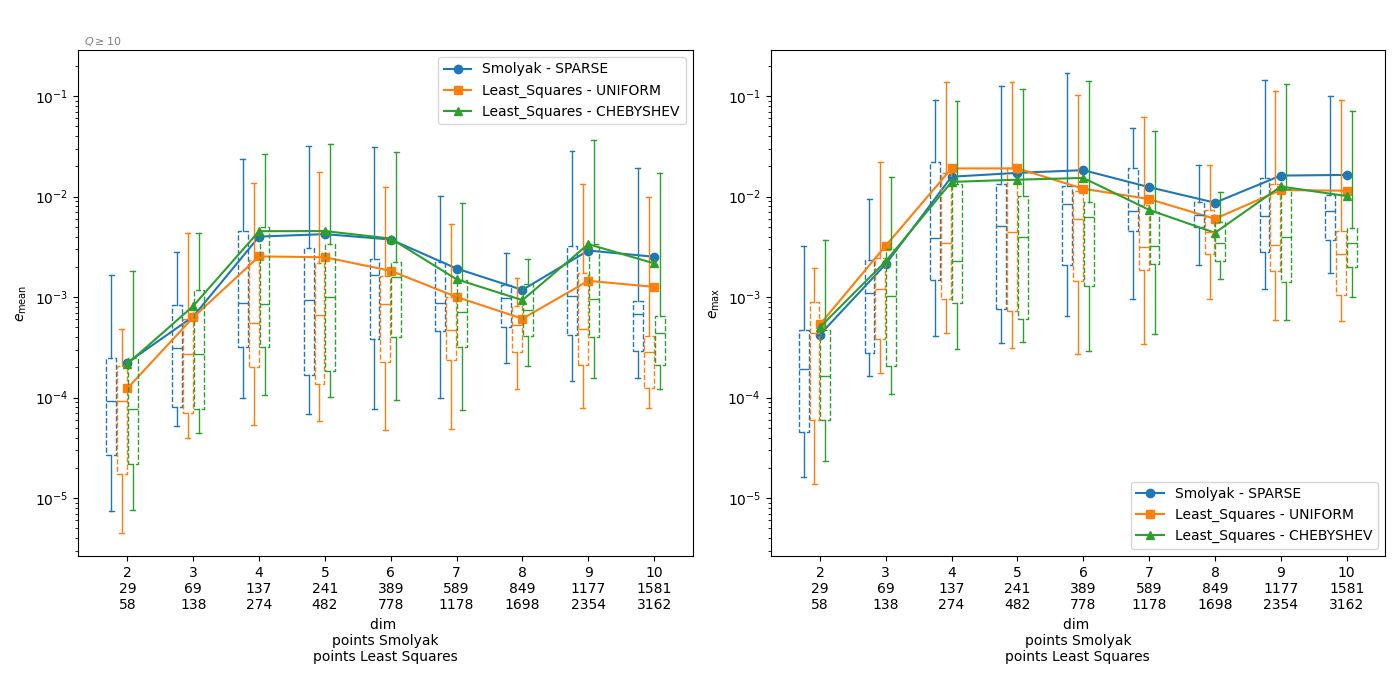 Q ≥ 10
Smolyak - SPARSE
Least_Squares - UNIFORM
Least_Squares - CHEBYSHEV
e_mean
10⁻¹
10⁻²
10⁻³
10⁻⁴
10⁻⁵
2 3 4 5 6 7 8 9 10
29 69 137 241 389 589 849 1177 1581
58 138 274 482 778 1178 1698 2354 3162
dim
points Smolyak
points Least Squares
e_max
10⁻¹
10⁻²
10⁻³
10⁻⁴
10⁻⁵
Smolyak - SPARSE
Least_Squares - UNIFORM
Least_Squares - CHEBYSHEV
2 3 4 5 6 7 8 9 10
29 69 137 241 389 589 849 1177 1581
58 138 274 482 778 1178 1698 2354 3162
dim
points Smolyak
points Least Squares